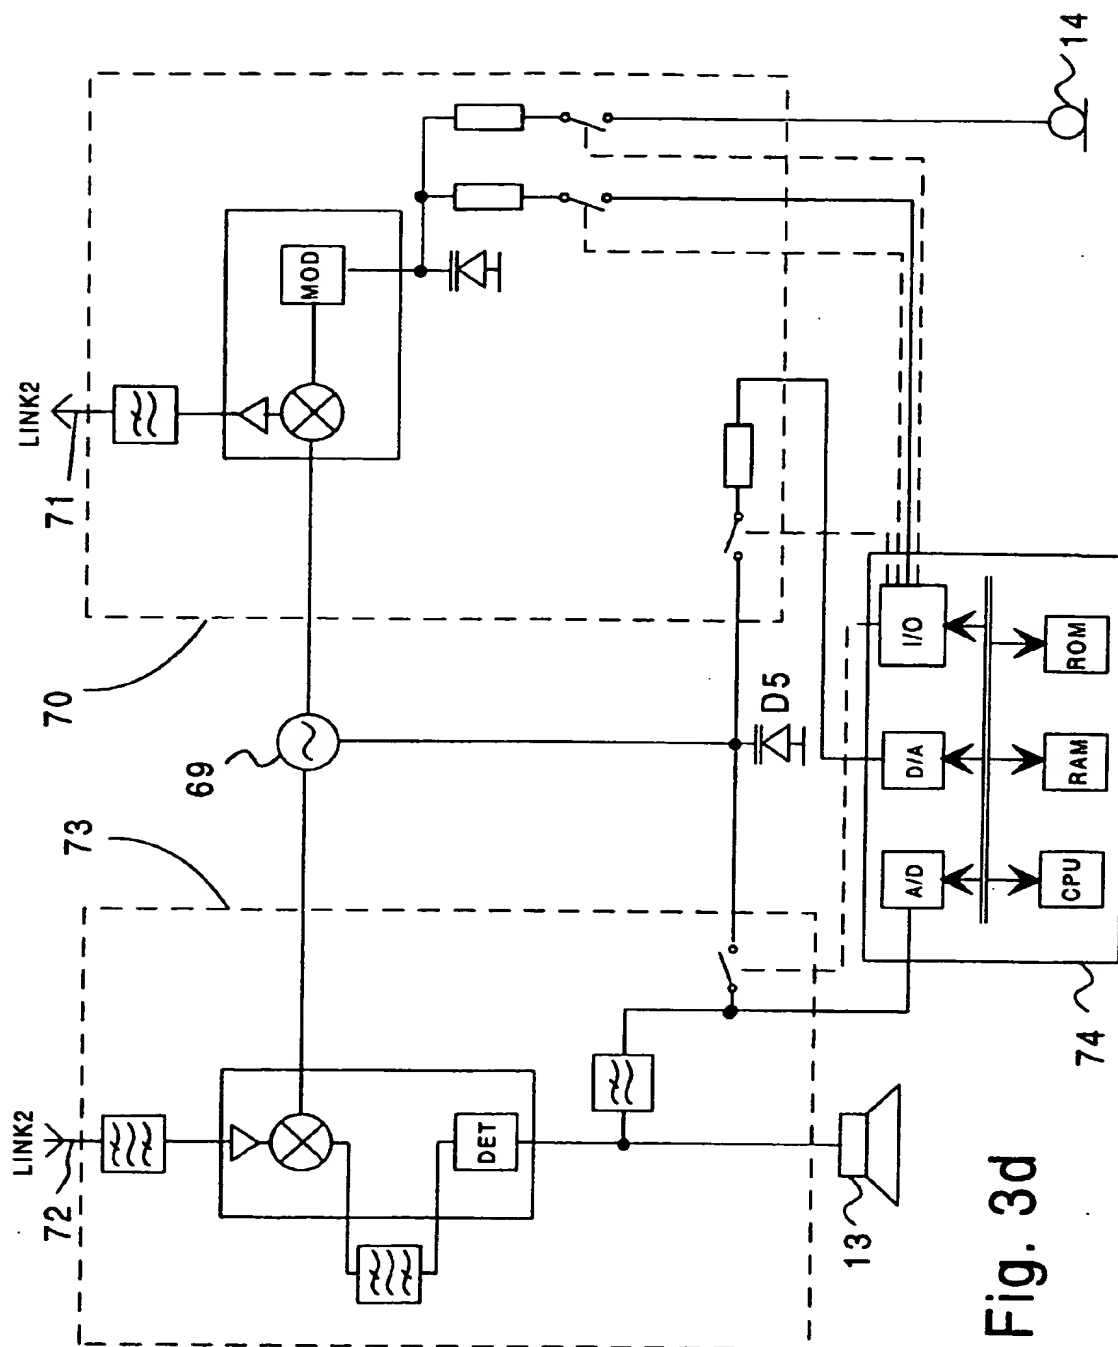 LINK2
72
73
DET
13
69
LINK2
71
70
MOD
D5
14
74
A/D
D/A
I/O
CPU
RAM
ROM
Fig. 3d